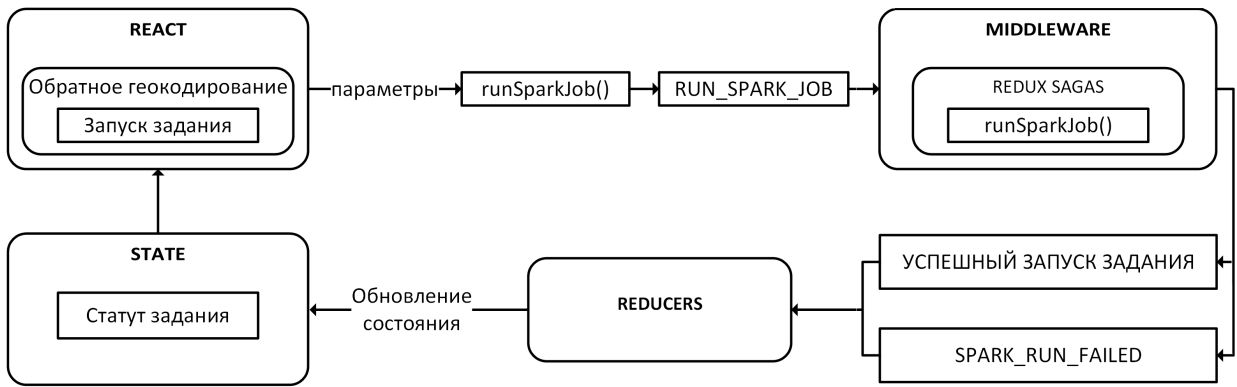 REACT
Обратное геокодирование
Запуск задания
параметры
runSparkJob()
RUN_SPARK_JOB
MIDDLEWARE
REDUX SAGAS
runSparkJob()
УСПЕШНЫЙ ЗАПУСК ЗАДАНИЯ
SPARK_RUN_FAILED
REDUCERS
Обновление
состояния
STATE
Статут задания